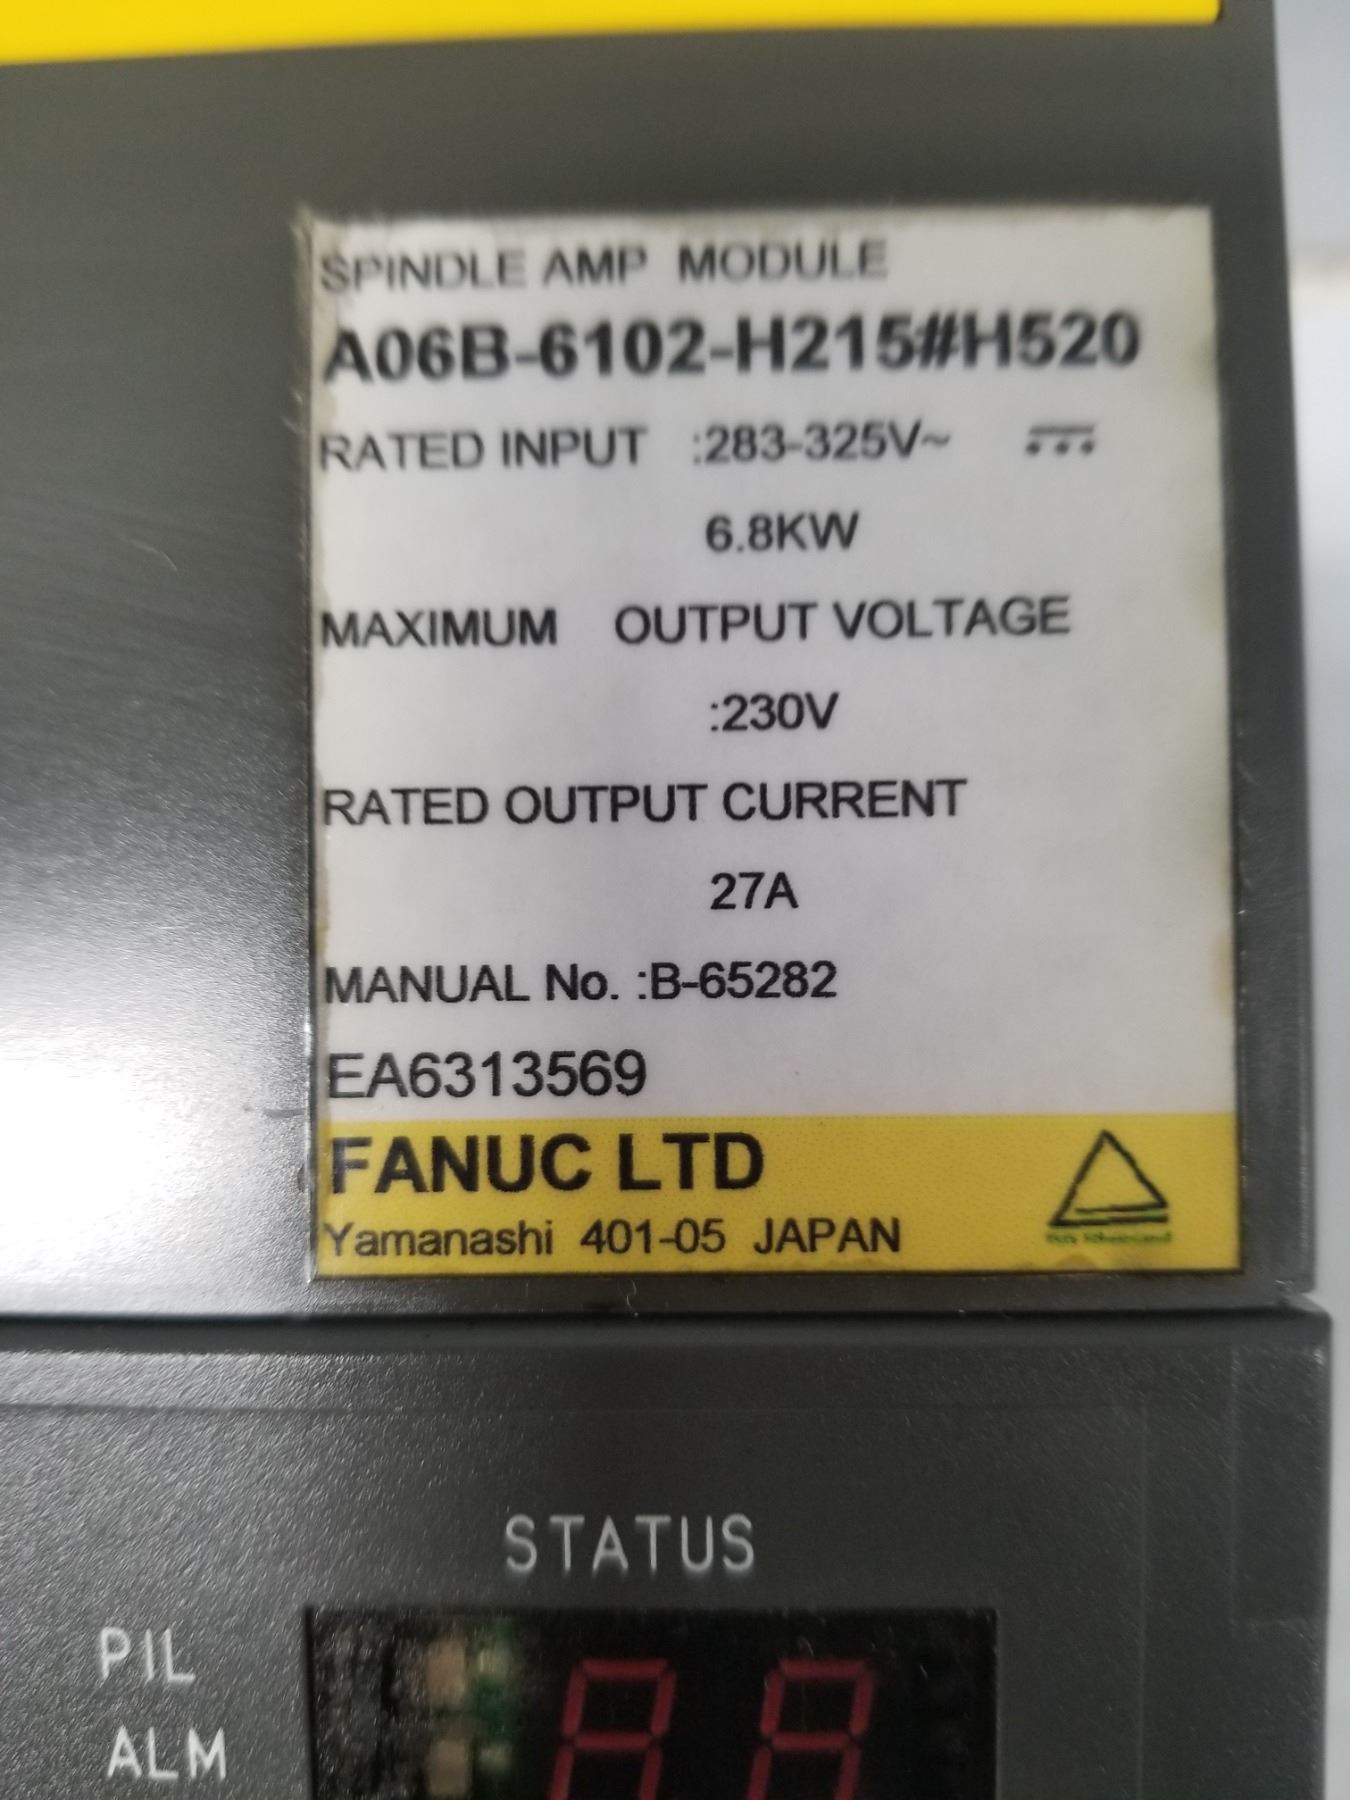 SPINDLE AMP MODULE
A06B-6102-H215#H520
RATED INPUT :283-325V~
6.8KW
MAXIMUM OUTPUT VOLTAGE
:230V
RATED OUTPUT CURRENT
27A
MANUAL No. :B-65282
EA6313569
FANUC LTD
Yamanashi 401-05 JAPAN
STATUS
PIL
ALM